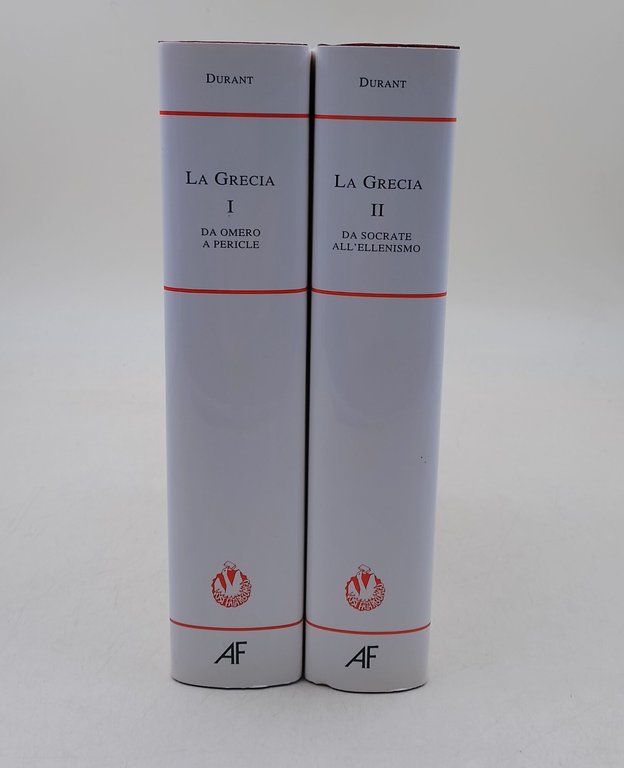 DURANT
LA GRECIA
I
DA OMERO
A PERICLE
AF
DURANT
LA GRECIA
II
DA SOCRATE
ALL'ELLENISMO
AF